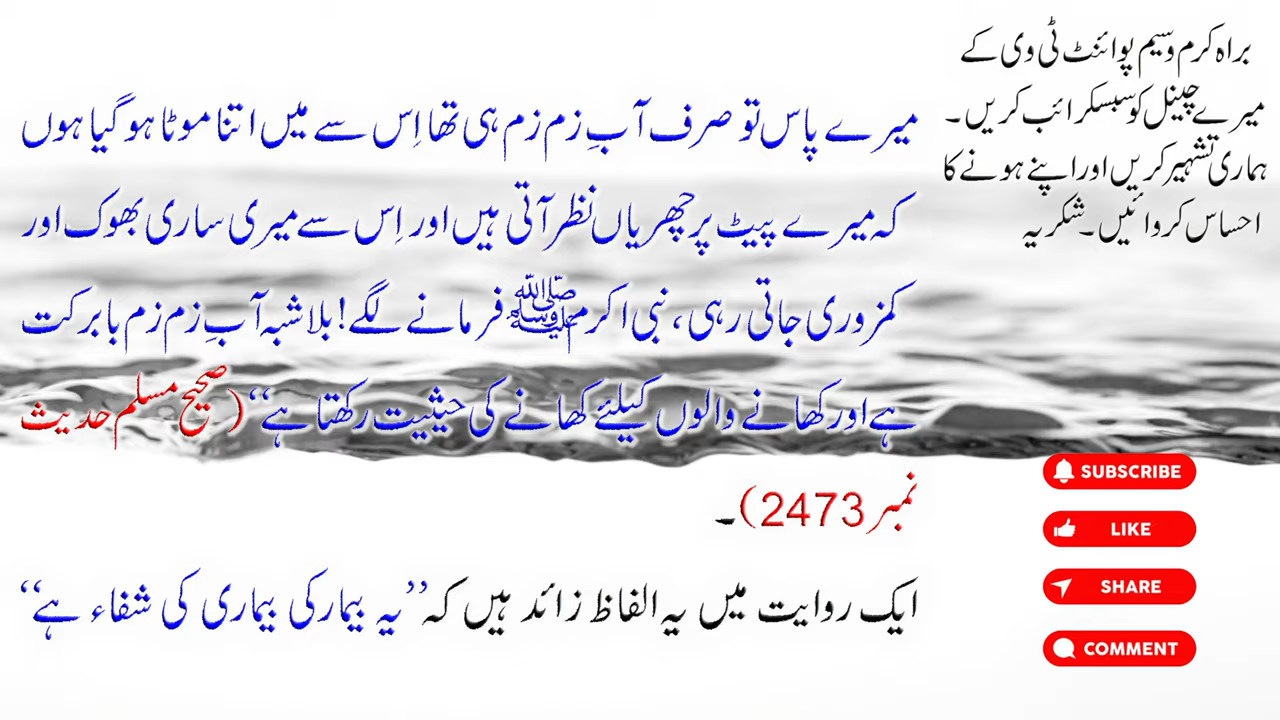 براہ کرم وسیم پوائنٹ ٹی وی کے
میرے چینل کو سبسکرائب کریں۔
ہماری تشہیر کریں اور اپنے ہونے کا
احساس کروائیں۔ شکریہ
میرے پاس تو صرف آبِ زم زم ہی تھا اِس سے میں اتنا موٹا ہو گیا ہوں
کہ میرے پیٹ پر جھریاں نظر آتی ہیں اور اِس سے میری ساری بھوک اور
کمزوری جاتی رہی، نبی اکرم ﷺ فرمانے لگے! بلا شبہ آبِ زم زم بابرکت
ہے اور کھانے والوں کیلئے کھانے کی حیثیت رکھتا ہے‘‘ (صحیح مسلم حدیث
نمبر 2473)۔
ایک روایت میں یہ الفاظ زائد ہیں کہ ’’یہ بیمار کی بیماری کی شفاء ہے‘‘
SUBSCRIBE
LIKE
SHARE
COMMENT